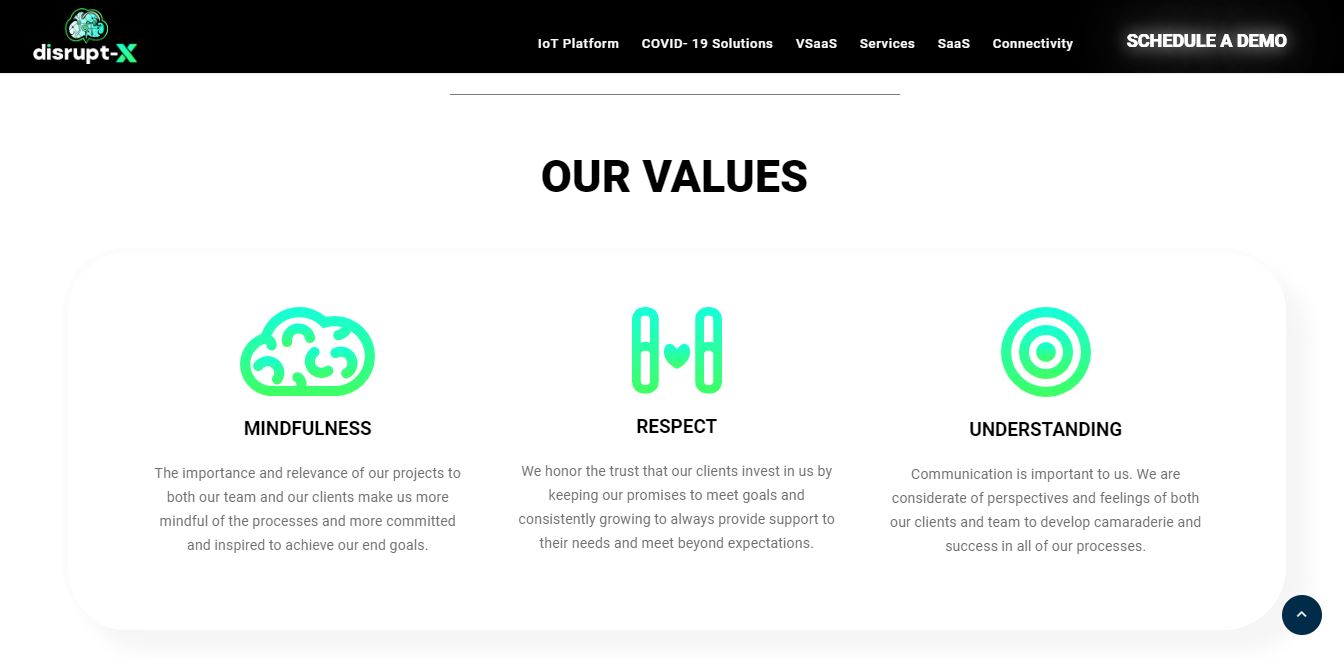 disrupt-X
IoT Platform COVID- 19 Solutions VSaaS Services SaaS Connectivity SCHEDULE A DEMO
OUR VALUES
MINDFULNESS
The importance and relevance of our projects to
both our team and our clients make us more
mindful of the processes and more committed
and inspired to achieve our end goals.
RESPECT
We honor the trust that our clients invest in us by
keeping our promises to meet goals and
consistently growing to always provide support to
their needs and meet beyond expectations.
UNDERSTANDING
Communication is important to us. We are
considerate of perspectives and feelings of both
our clients and team to develop camaraderie and
success in all of our processes.